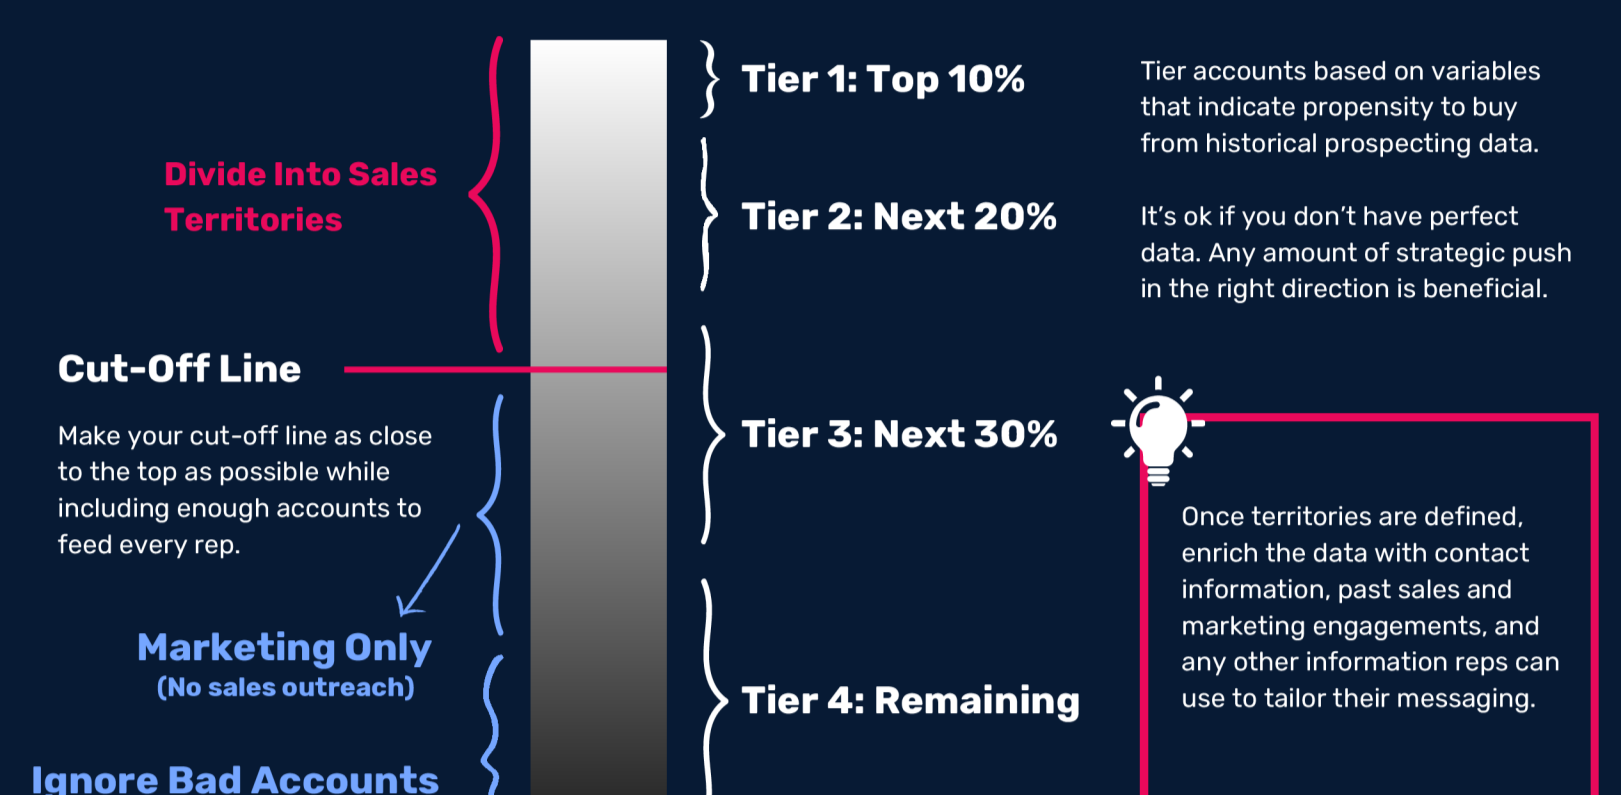 Divide Into Sales
Territories
Cut-Off Line
Make your cut-off line as close
to the top as possible while
including enough accounts to
feed every rep.
Marketing Only
(No sales outreach)
Ignore Bad Accounts
Tier 1: Top 10%
Tier 2: Next 20%
Tier 3: Next 30%
Tier 4: Remaining
Tier accounts based on variables
that indicate propensity to buy
from historical prospecting data.
It’s ok if you don’t have perfect
data. Any amount of strategic push
in the right direction is beneficial.
Once territories are defined,
enrich the data with contact
information, past sales and
marketing engagements, and
any other information reps can
use to tailor their messaging.